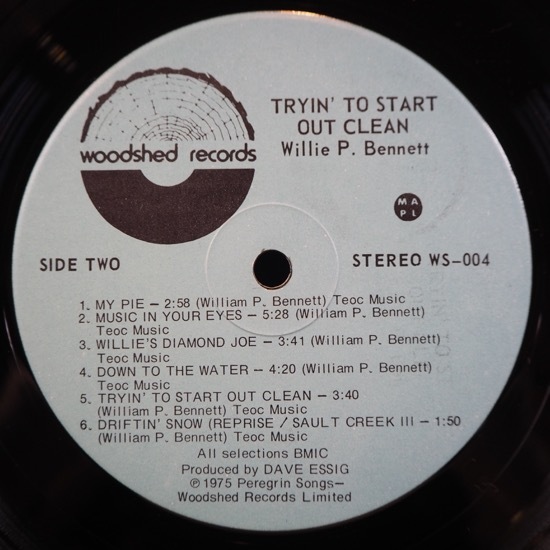 woodshed records
TRYIN' TO START
OUT CLEAN
Willie P. Bennett
MA
PL
SIDE TWO
STEREO WS-004
1. MY PIE – 2:58 (William P. Bennett) Teoc Music
2. MUSIC IN YOUR EYES – 5:28 (William P. Bennett)
Teoc Music
3. WILLIE'S DIAMOND JOE – 3:41 (William P. Bennett)
Teoc Music
4. DOWN TO THE WATER – 4:20 (William P. Bennett)
Teoc Music
5. TRYIN' TO START OUT CLEAN – 3:40
(William P. Bennett) Teoc Music
6. DRIFTIN' SNOW (REPRISE / SAULT CREEK III – 1:50
(William P. Bennett) Teoc Music
All selections BMIC
Produced by DAVE ESSIG
℗ 1975 Peregrin Songs–
Woodshed Records Limited